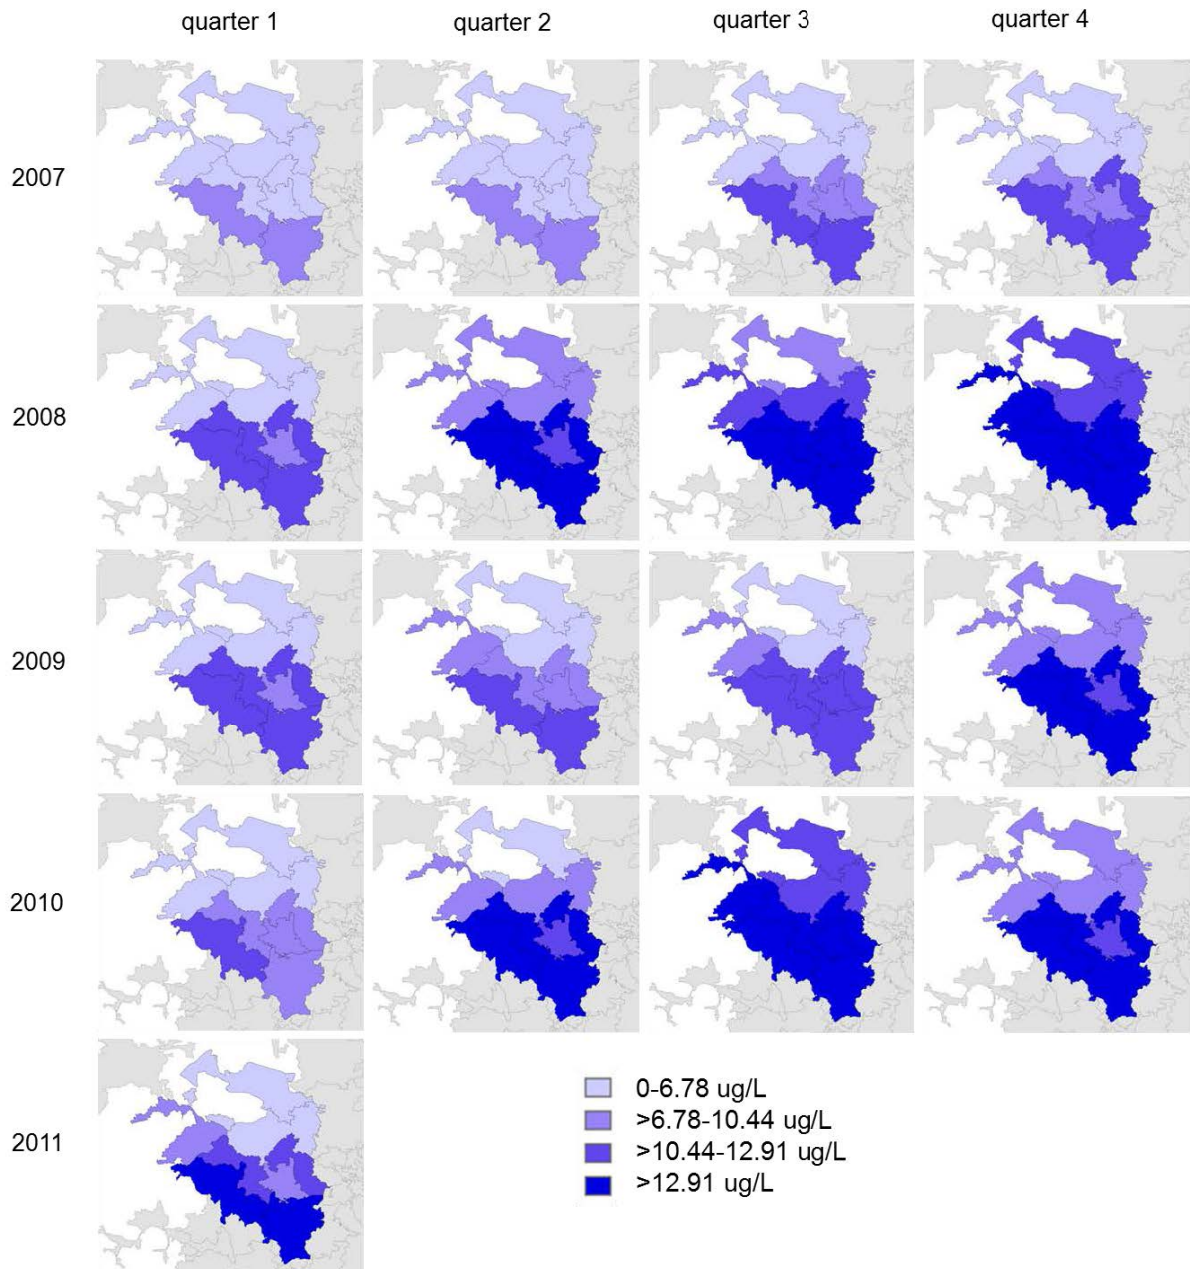 quarter 1
quarter 2
quarter 3
quarter 4
2007
2008
2009
2010
2011
0-6.78 ug/L
>6.78-10.44 ug/L
>10.44-12.91 ug/L
>12.91 ug/L